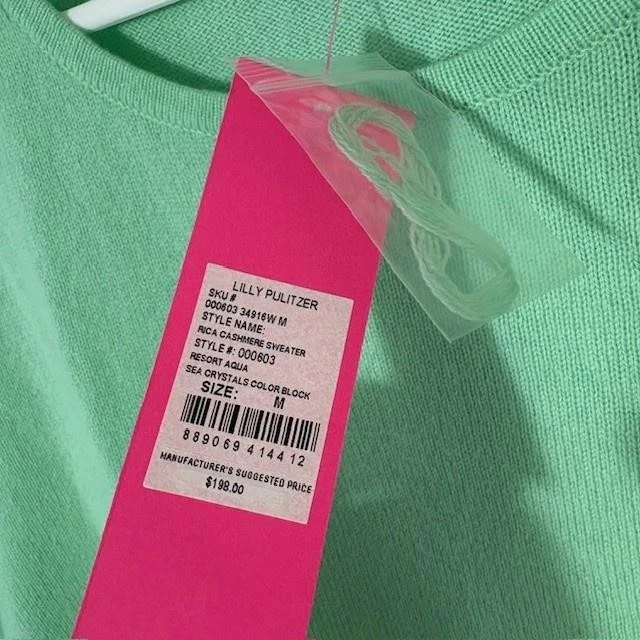 LILLY PULITZER
SKU #
000603 34916W M
STYLE NAME:
RICA CASHMERE SWEATER
STYLE #: 000603
RESORT AQUA
SEA CRYSTALS COLOR BLOCK
SIZE: M
889069 414412
MANUFACTURER'S SUGGESTED PRICE
$198.00